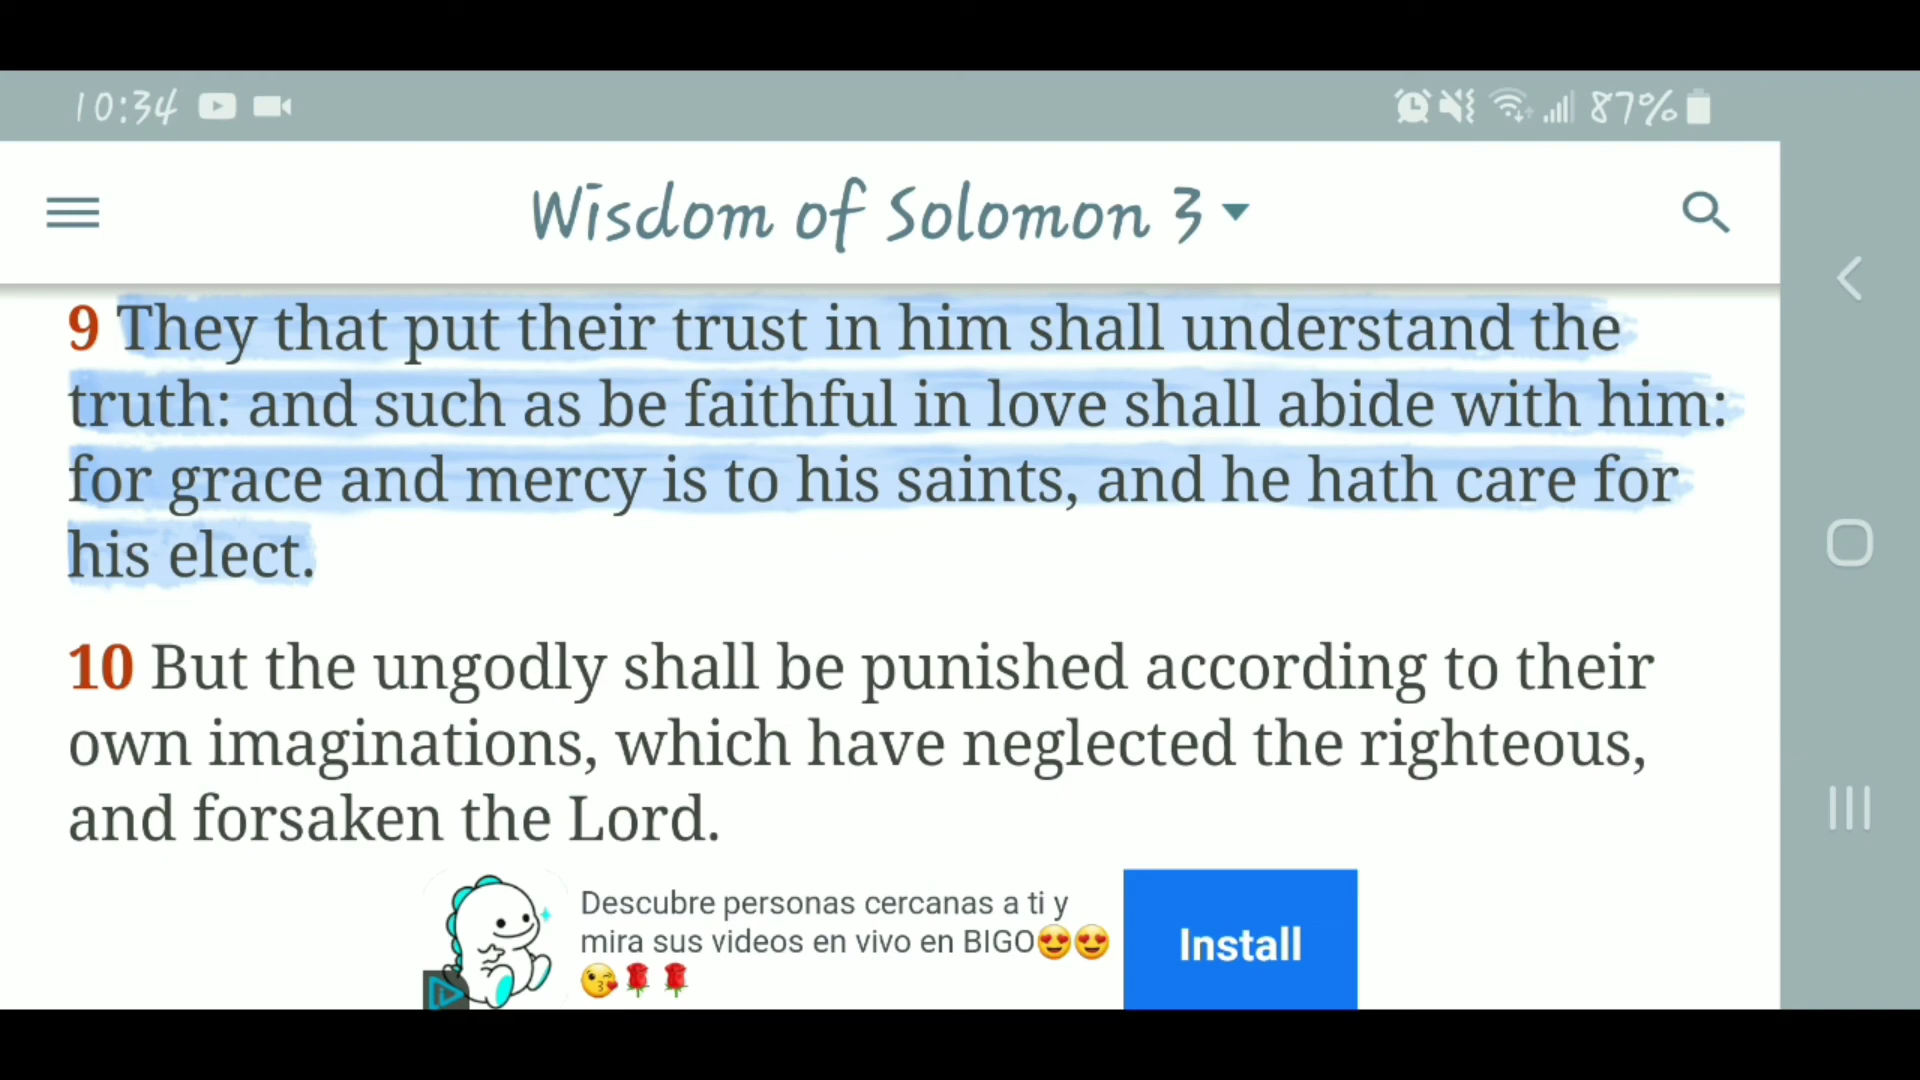 10:34 87%
Wisdom of Solomon 3
9 They that put their trust in him shall understand the
truth: and such as be faithful in love shall abide with him:
for grace and mercy is to his saints, and he hath care for
his elect.
10 But the ungodly shall be punished according to their
own imaginations, which have neglected the righteous,
and forsaken the Lord.
Descubre personas cercanas a ti y
mira sus videos en vivo en BIGO😍😍
😘🌹🌹
Install